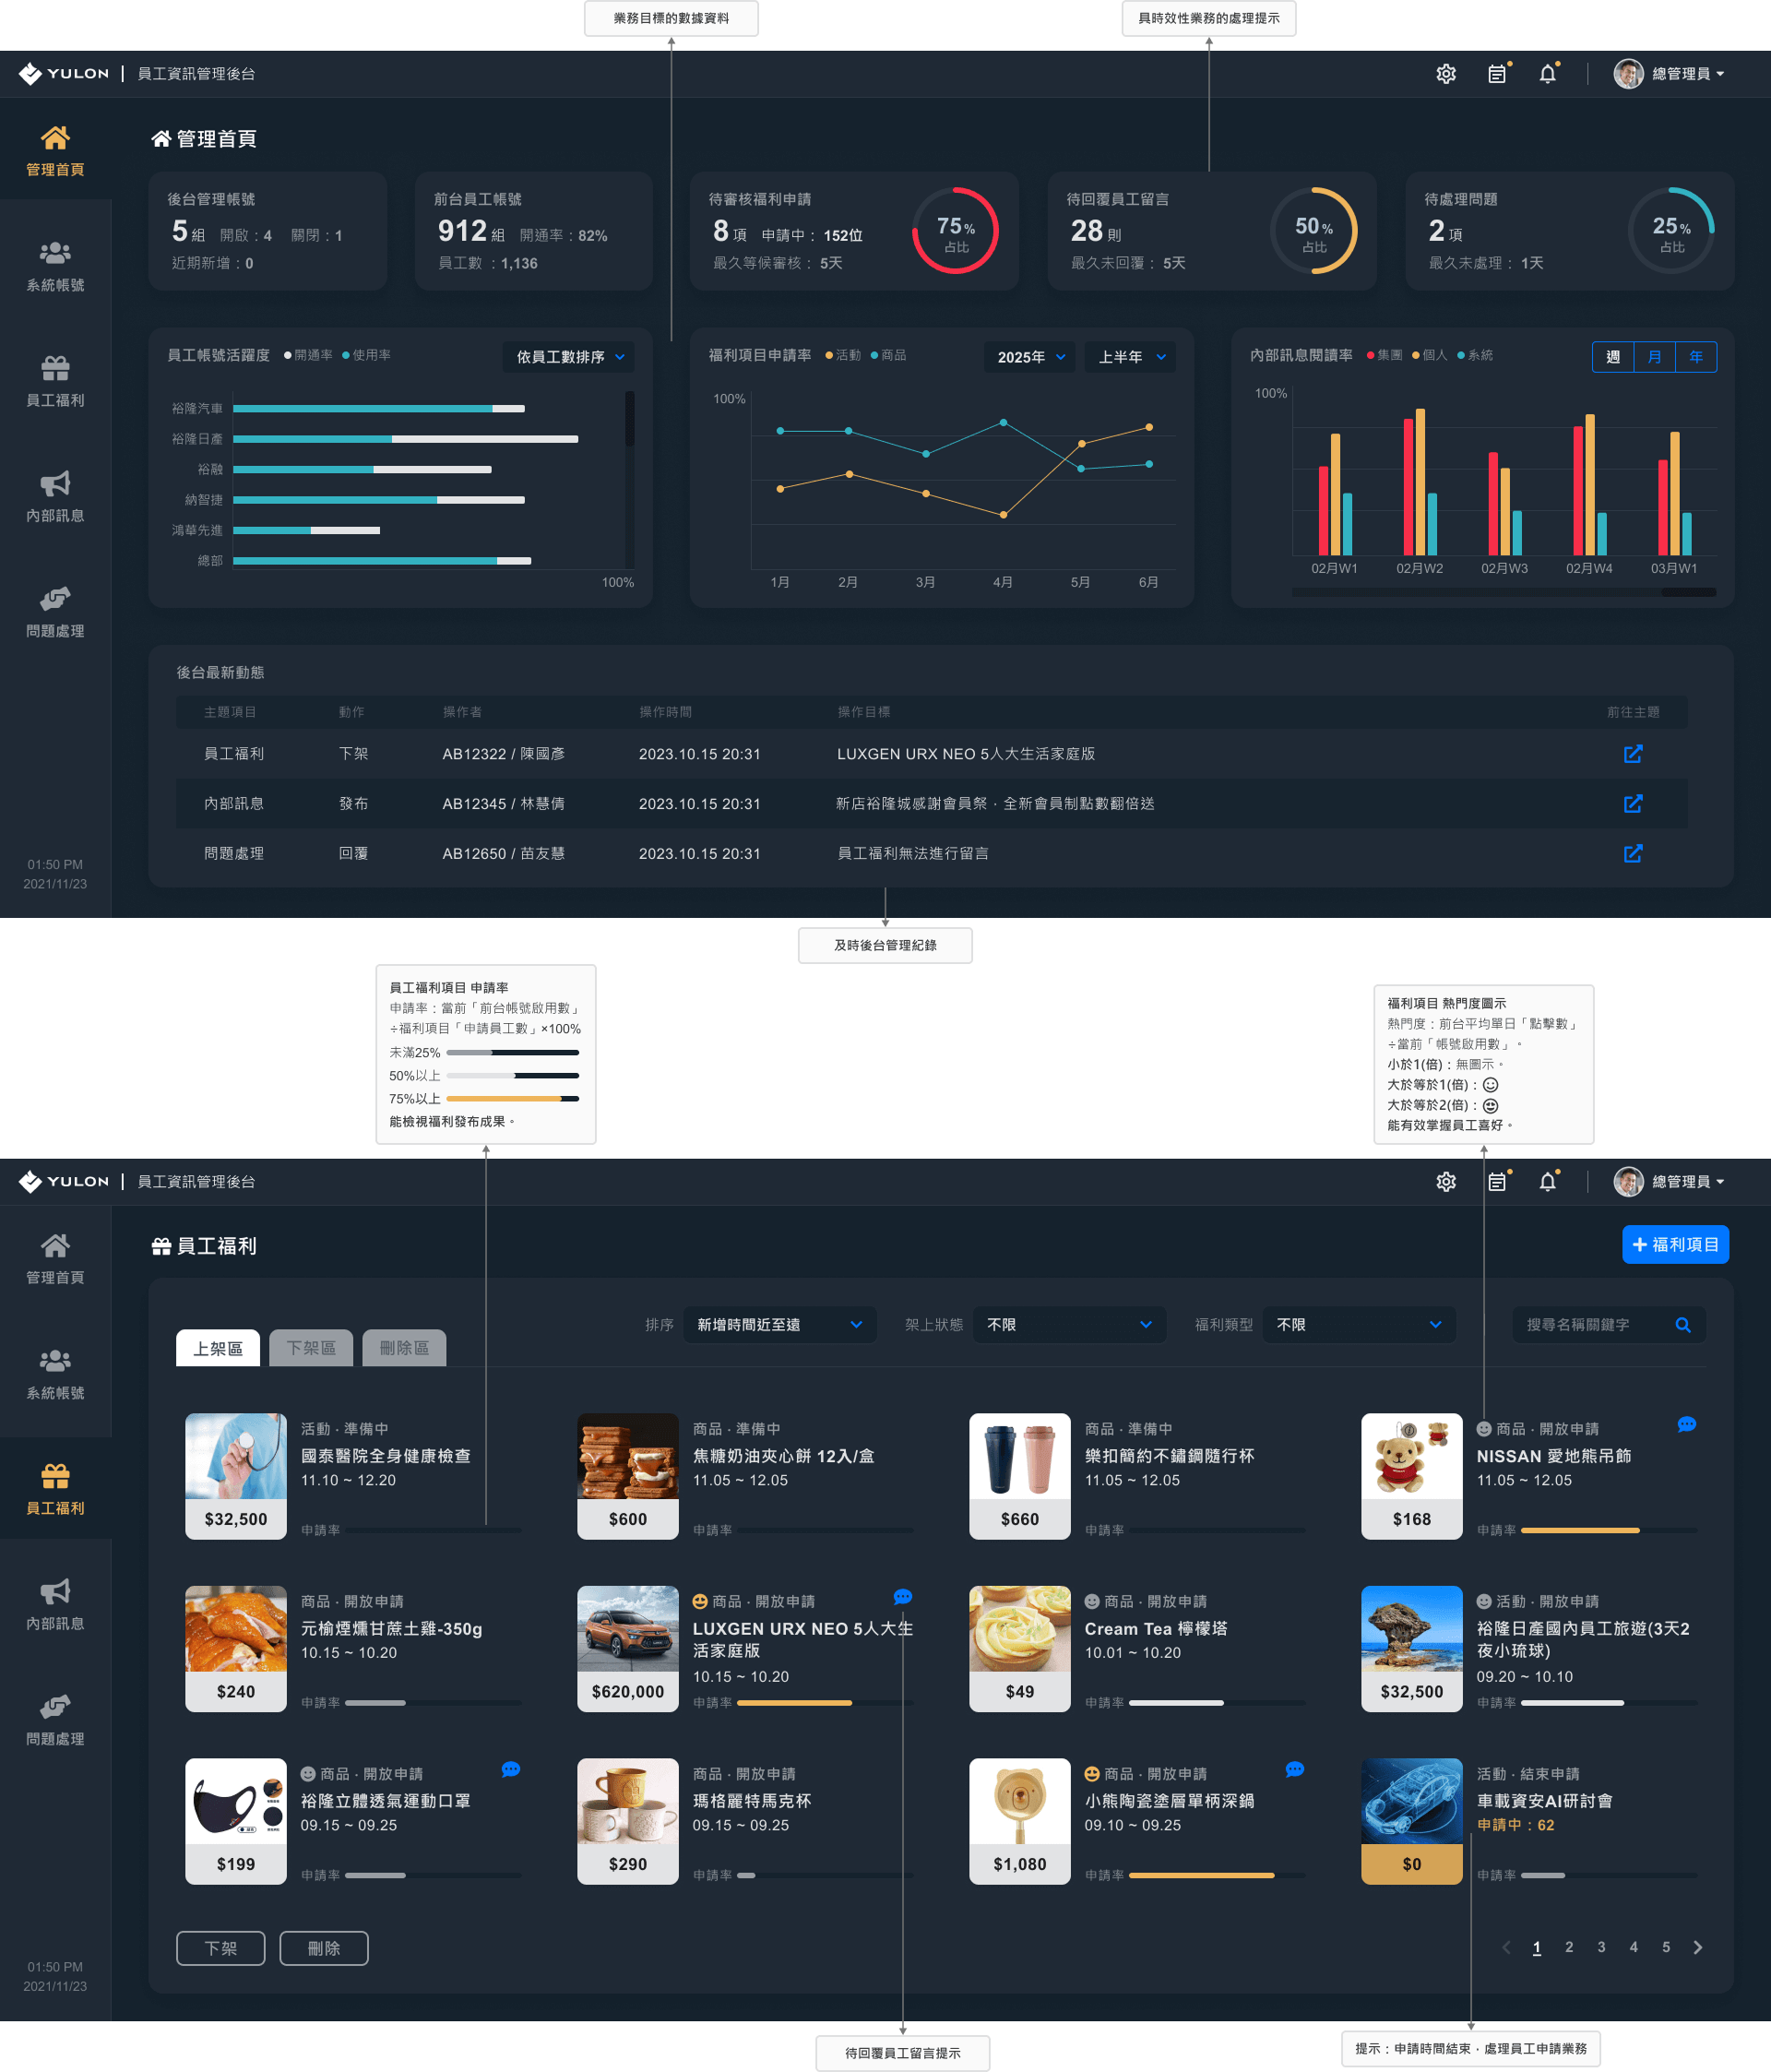 業務目標的數據資料
具時效性業務的處理提示
YULON | 員工資訊管理後台
總管理員
管理首頁
系統帳號
員工福利
內部訊息
問題處理
01:50 PM
2021/11/23
管理首頁
後台管理帳號
5 組 開啟：4 關閉：1
近期新增：0
前台員工帳號
912 組 開通率：82%
員工數 ：1,136
待審核福利申請
8 項 申請中： 152位
最久等候審核： 5天
75%
占比
待回覆員工留言
28 則
最久未回覆： 5天
50%
占比
待處理問題
2 項
最久未處理： 1天
25%
占比
員工帳號活躍度 開通率 使用率
依員工數排序
裕隆汽車
裕隆日產
裕融
納智捷
鴻華先進
總部
100%
福利項目申請率 活動 商品
2025年 上半年
100%
1月 2月 3月 4月 5月 6月
內部訊息閱讀率 集團 個人 系統
週 月 年
100%
02月W1 02月W2 02月W3 02月W4 03月W1
後台最新動態
主題項目 動作 操作者 操作時間 操作目標 前往主題
員工福利 下架 AB12322 / 陳國彥 2023.10.15 20:31 LUXGEN URX NEO 5人大生活家庭版
內部訊息 發布 AB12345 / 林慧倩 2023.10.15 20:31 新店裕隆城感謝會員祭．全新會員制點數翻倍送
問題處理 回覆 AB12650 / 苗友慧 2023.10.15 20:31 員工福利無法進行留言
及時後台管理紀錄
員工福利項目 申請率
申請率：當前「前台帳號啟用數」
÷福利項目「申請員工數」×100%
未滿25%
50%以上
75%以上
能檢視福利發布成果。
福利項目 熱門度圖示
熱門度：前台平均單日「點擊數」
÷當前「帳號啟用數」。
小於1(倍)：無圖示。
大於等於1(倍)：
大於等於2(倍)：
能有效掌握員工喜好。
YULON | 員工資訊管理後台
總管理員
管理首頁
系統帳號
員工福利
內部訊息
問題處理
01:50 PM
2021/11/23
員工福利
+ 福利項目
上架區 下架區 刪除區
排序 新增時間近至遠 架上狀態 不限 福利類型 不限 搜尋名稱關鍵字
活動 · 準備中
國泰醫院全身健康檢查
11.10 ~ 12.20
$32,500
申請率
商品 · 準備中
焦糖奶油夾心餅 12入/盒
11.05 ~ 12.05
$600
申請率
商品 · 準備中
樂扣簡約不鏽鋼隨行杯
11.05 ~ 12.05
$660
申請率
商品 · 開放申請
NISSAN 愛地熊吊飾
11.05 ~ 12.05
$168
申請率
商品 · 開放申請
元榆煙燻甘蔗土雞-350g
10.15 ~ 10.20
$240
申請率
商品 · 開放申請
LUXGEN URX NEO 5人大生
活家庭版
10.15 ~ 10.20
$620,000
申請率
商品 · 開放申請
Cream Tea 檸檬塔
10.01 ~ 10.20
$49
申請率
活動 · 開放申請
裕隆日產國內員工旅遊(3天2
夜小琉球)
09.20 ~ 10.10
$32,500
申請率
商品 · 開放申請
裕隆立體透氣運動口罩
09.15 ~ 09.25
$199
申請率
商品 · 開放申請
瑪格麗特馬克杯
09.15 ~ 09.25
$290
申請率
商品 · 開放申請
小熊陶瓷塗層單柄深鍋
09.10 ~ 09.25
$1,080
申請率
活動 · 結束申請
車載資安AI研討會
申請中：62
$0
申請率
下架 刪除
1 2 3 4 5
待回覆員工留言提示
提示：申請時間結束．處理員工申請業務